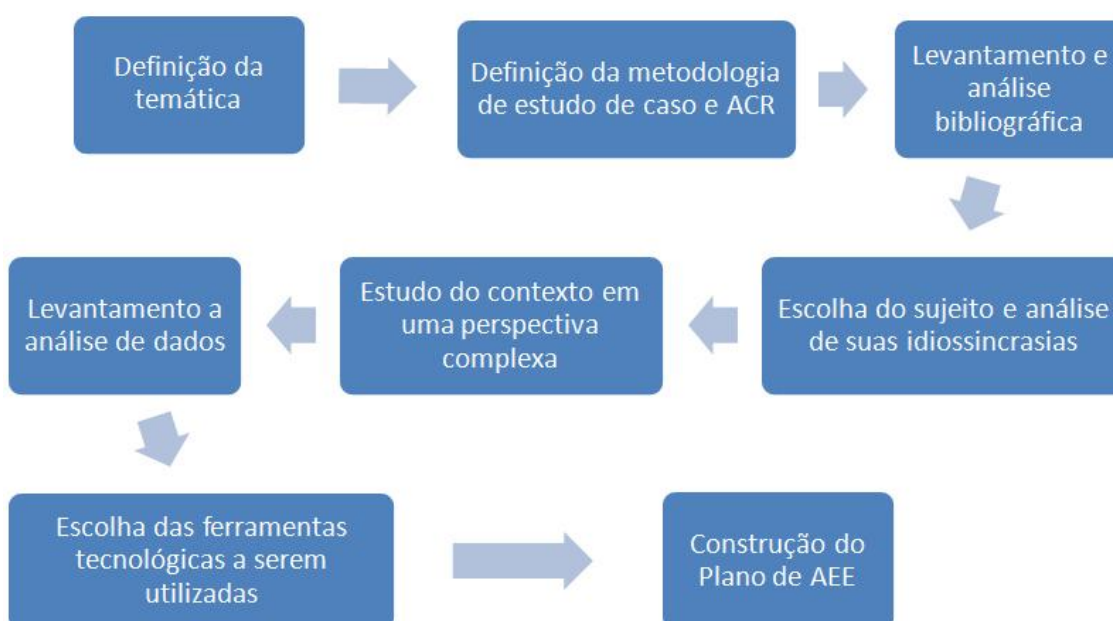 Definição da
temática
Definição da metodologia
de estudo de caso e ACR
Levantamento e
análise
bibliográfica
Escolha do sujeito e análise
de suas idiossincrasias
Estudo do contexto em
uma perspectiva
complexa
Levantamento a
análise de dados
Escolha das ferramentas
tecnológicas a serem
utilizadas
Construção do
Plano de AEE